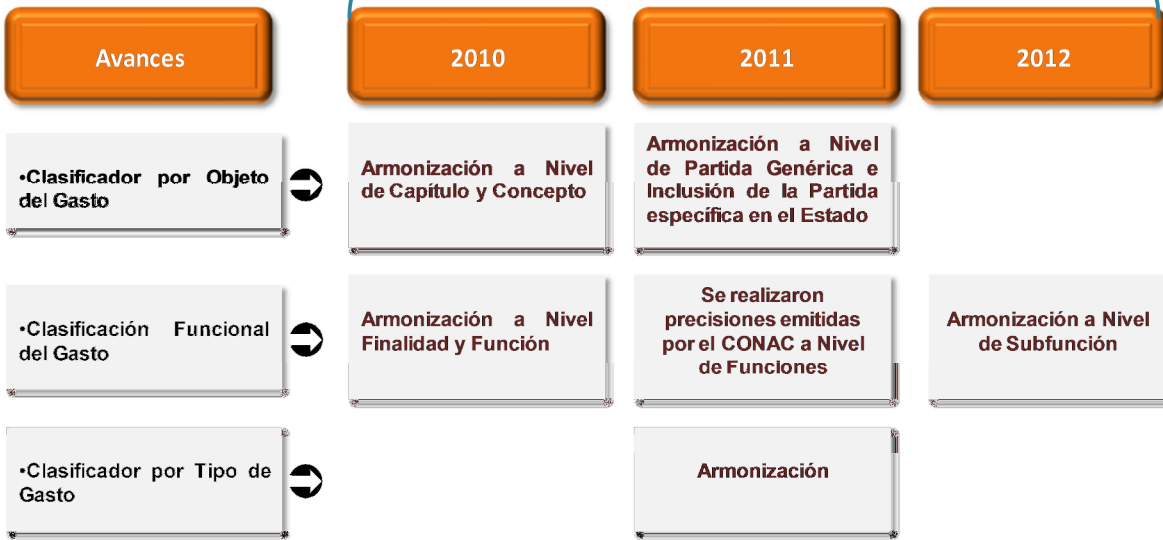 Avances
2010
2011
2012
•Clasificador por Objeto
del Gasto
Armonización a Nivel
de Capítulo y Concepto
Armonización a Nivel
de Partida Genérica e
Inclusión de la Partida
específica en el Estado
•Clasificación Funcional
del Gasto
Armonización a Nivel
Finalidad y Función
Se realizaron
precisiones emitidas
por el CONAC a Nivel
de Funciones
Armonización a Nivel
de Subfunción
•Clasificador por Tipo de
Gasto
Armonización